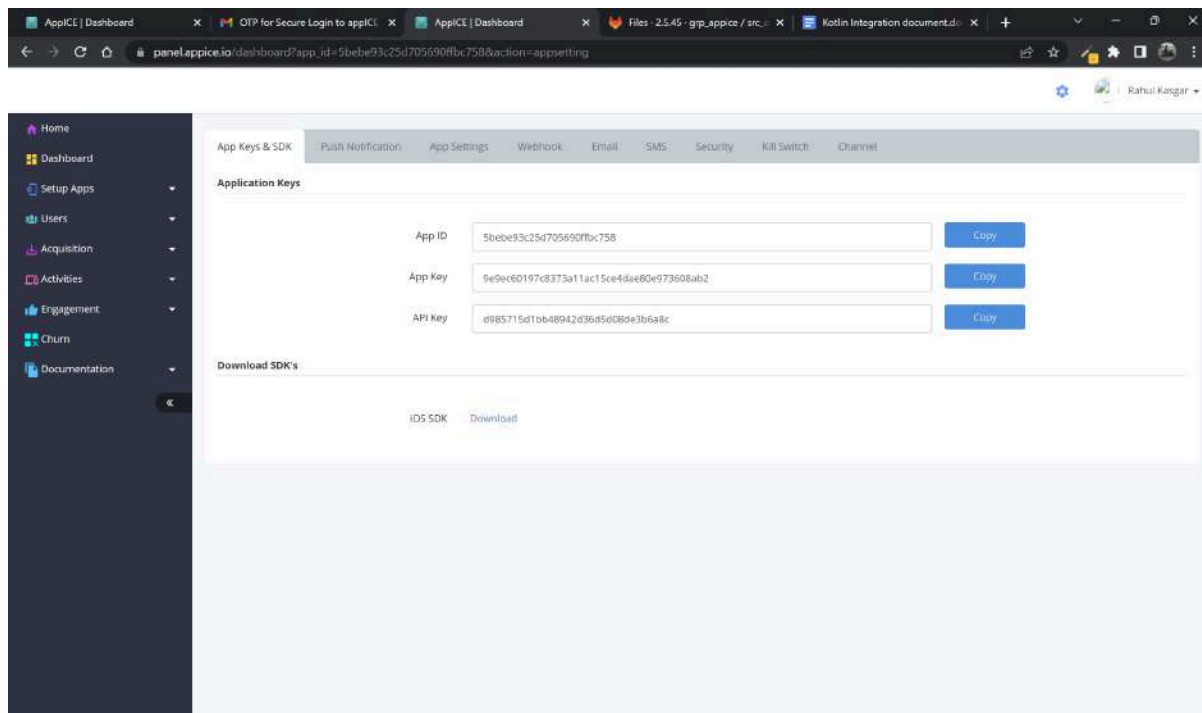 AppICE | Dashboard
OTP for Secure Login to appICE
AppICE | Dashboard
Files · 2.5.45 · grp_appice / src_
Kotlin Integration document.do
panel.appice.io/dashboard?app_id=5bebe93c25d705690ffbc758&action=appsetting
Rahul Kasgar
Home
Dashboard
Setup Apps
Users
Acquisition
Activities
Engagement
Churn
Documentation
App Keys & SDK Push Notification App Settings Webhook Email SMS Security Kill Switch Channel
Application Keys
App ID 5bebe93c25d705690ffbc758 Copy
App Key 9e9ec60197c8373a11ac15ce4dae80e973608ab2 Copy
API Key d985715d1bb48942d36d5d08de3b6a8c Copy
Download SDK's
iOS SDK Download